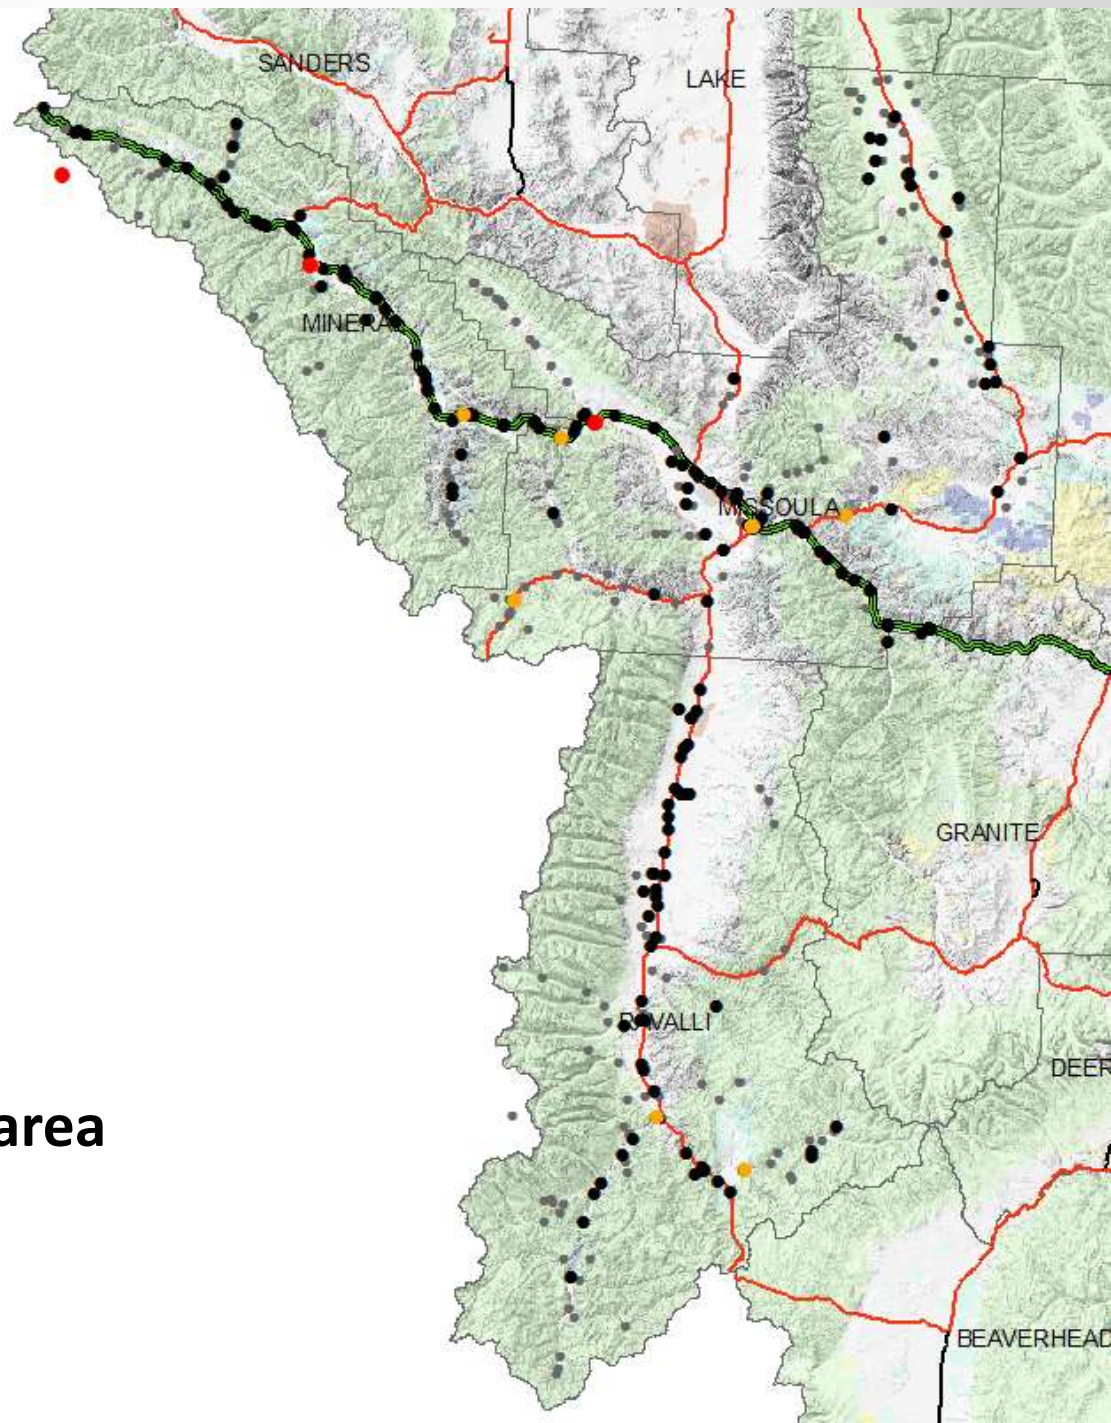 SANDERS
LAKE
MINERAL
MISSOULA
GRANITE
RAVALLI
DEER
area
BEAVERHEAD